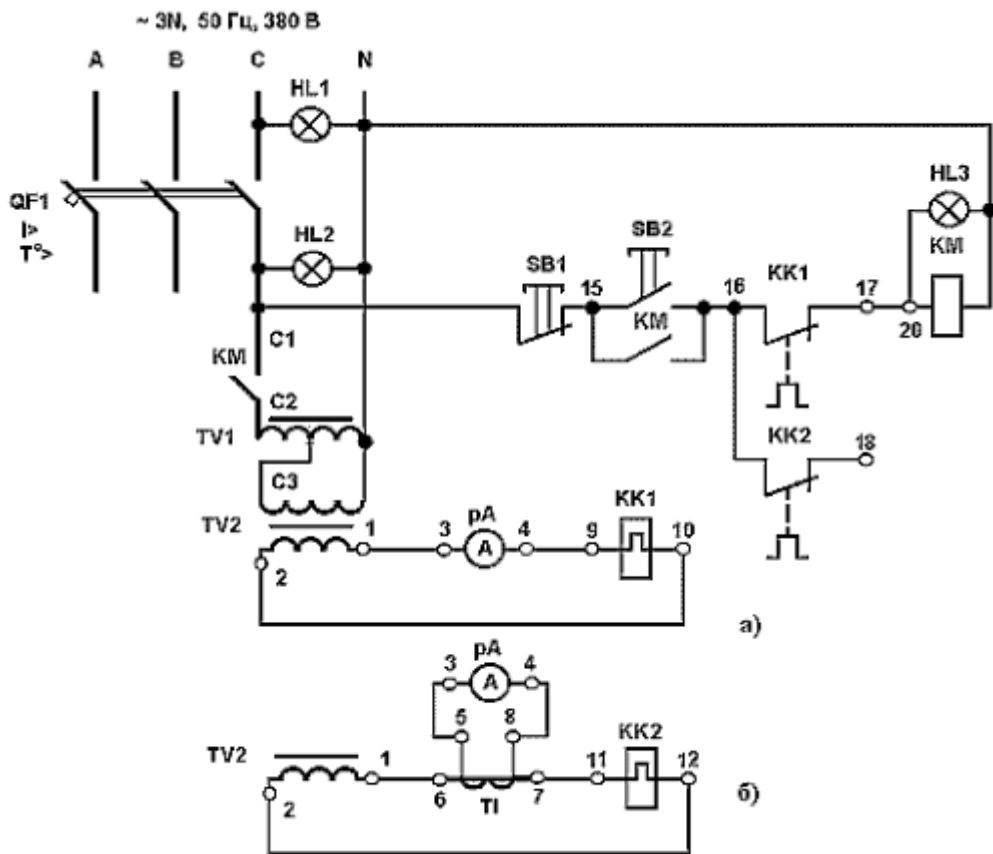 ~ 3N, 50 Гц, 380 В
A B C N
HL1
QF1
I>
T°>
HL2
HL3
SB2
SB1
15
16
KK1
17
KM
KM
20
C1
KM
C2
TV1
KK2
18
C3
TV2
1
pA
KK1
3
A
4
9
10
2
а)
pA
3
A
4
5
8
KK2
TV2
1
6
TI
7
11
12
2
б)